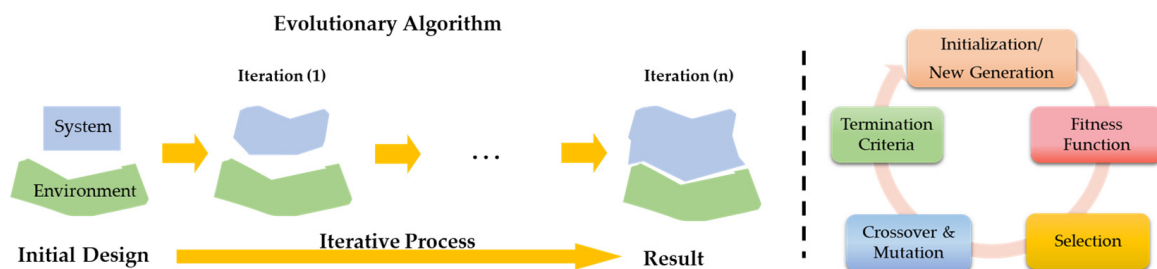 Evolutionary Algorithm
Iteration (1)
Iteration (n)
System
Environment
...
Initial Design
Iterative Process
Result
Initialization/
New Generation
Fitness
Function
Selection
Crossover &
Mutation
Termination
Criteria